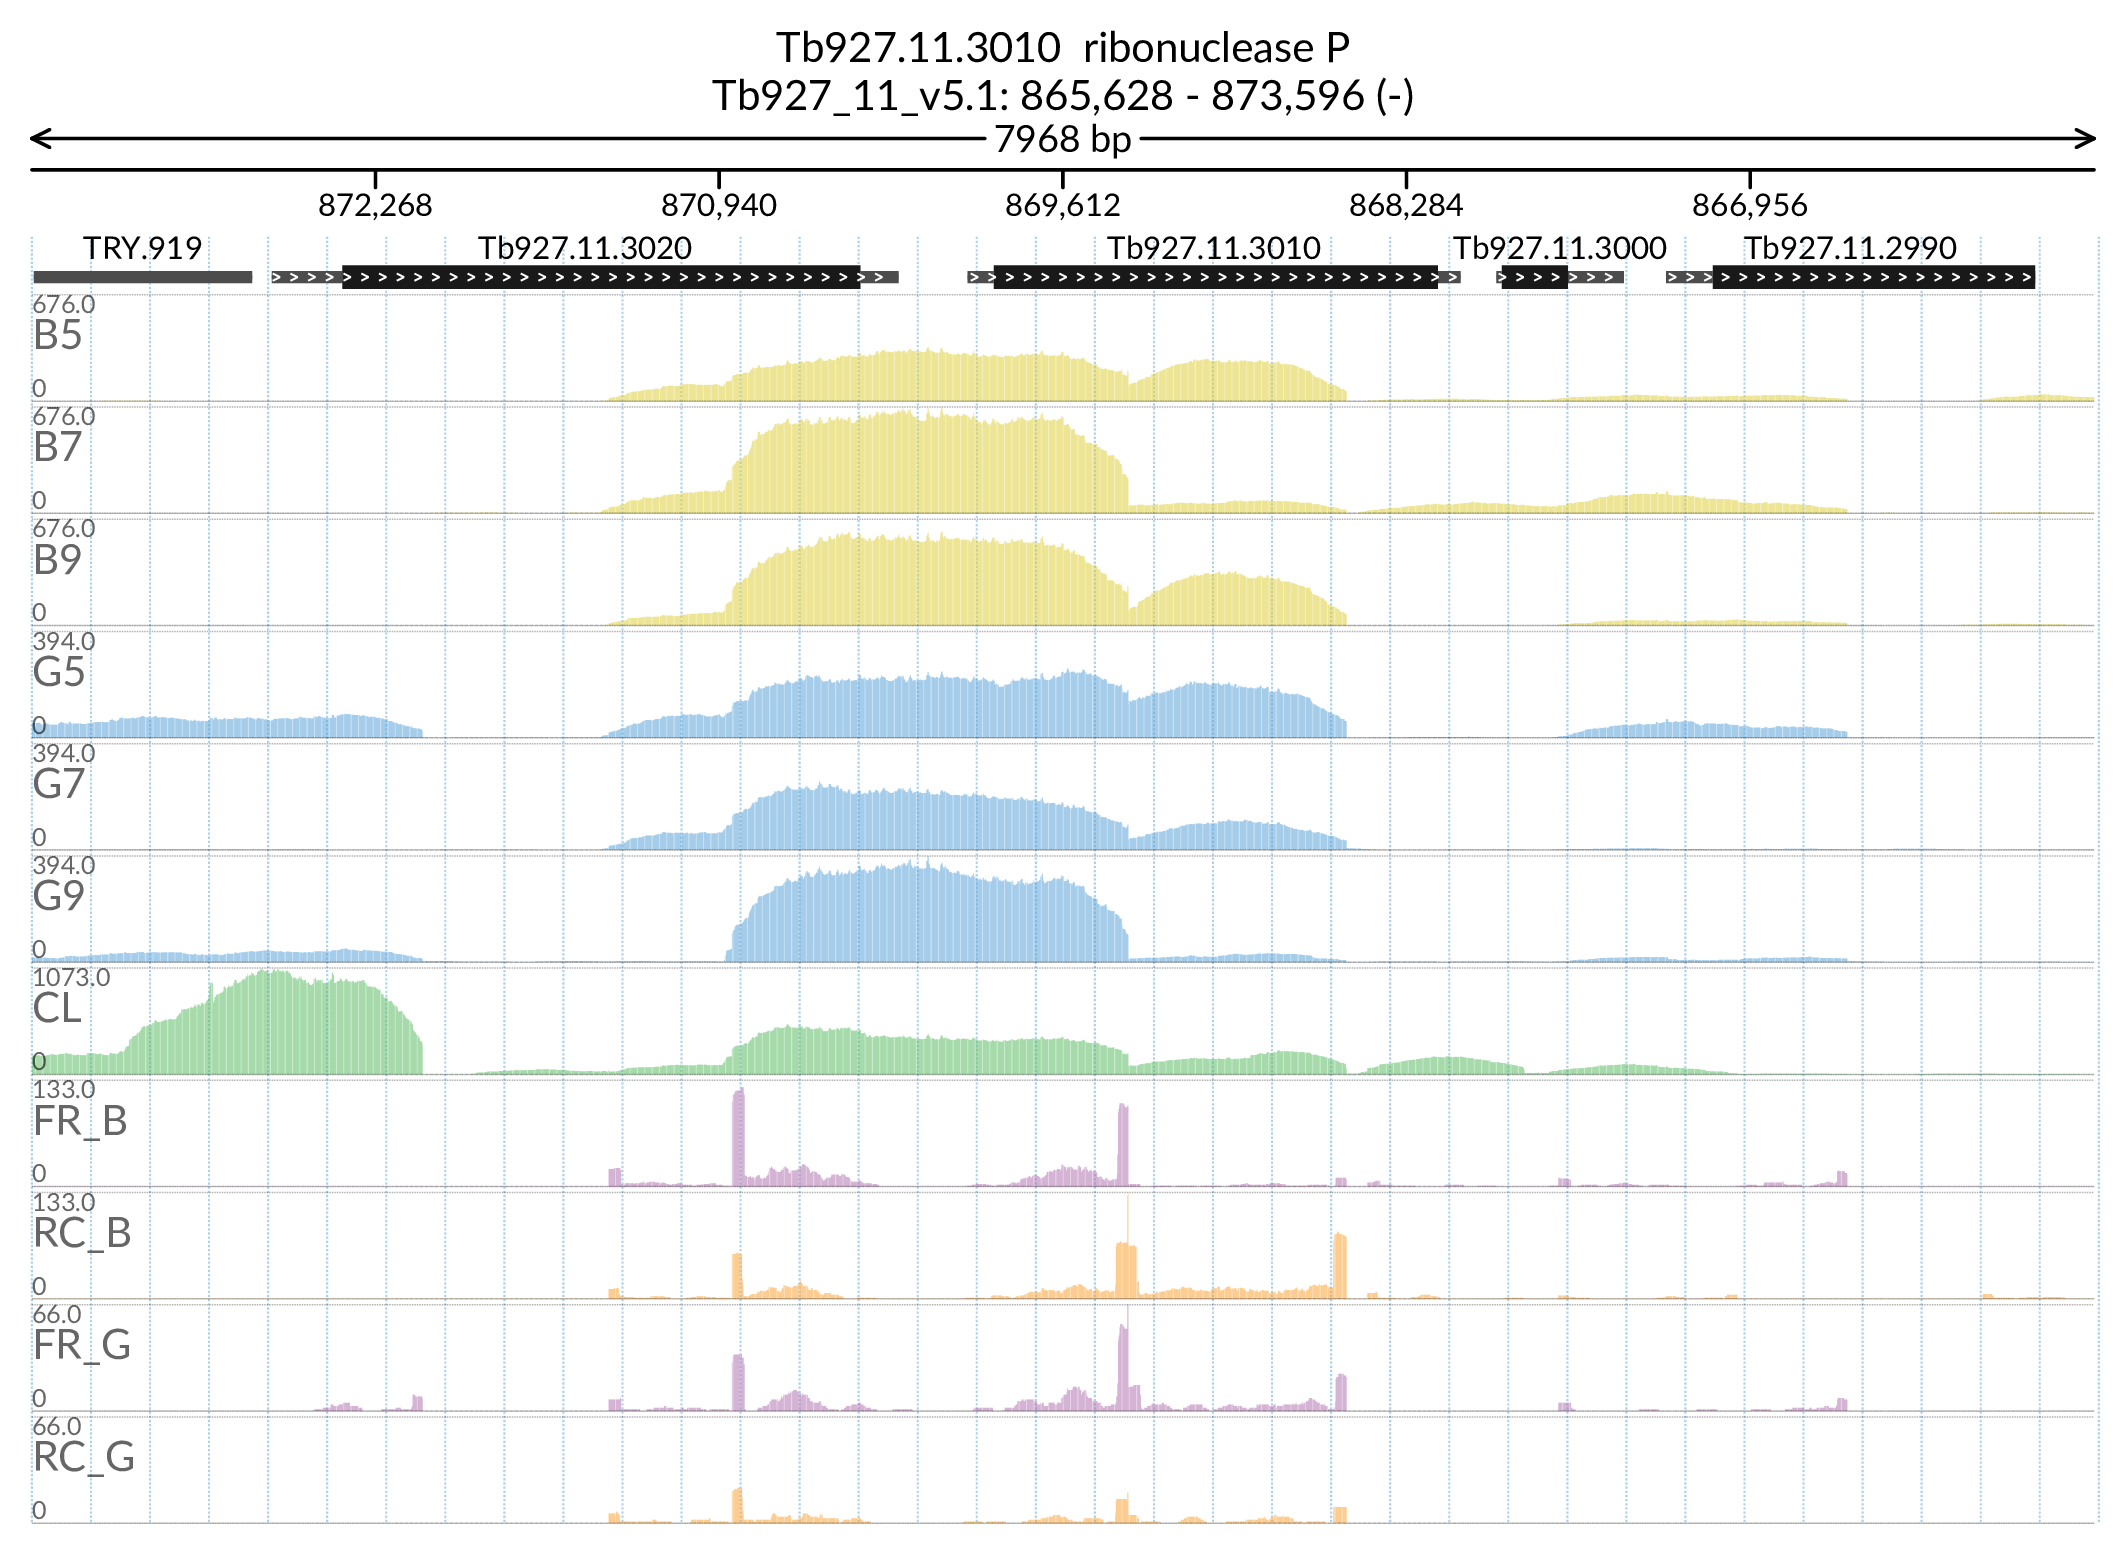 Tb927.11.3010 ribonuclease P
Tb927_11_v5.1: 865,628 - 873,596 (-)
7968 bp
872,268 870,940 869,612 868,284 866,956
TRY.919 Tb927.11.3020 Tb927.11.3010 Tb927.11.3000 Tb927.11.2990
676.0
B5
0
676.0
B7
0
676.0
B9
0
394.0
G5
0
394.0
G7
0
394.0
G9
0
1073.0
CL
0
133.0
FR_B
0
133.0
RC_B
0
66.0
FR_G
0
66.0
RC_G
0